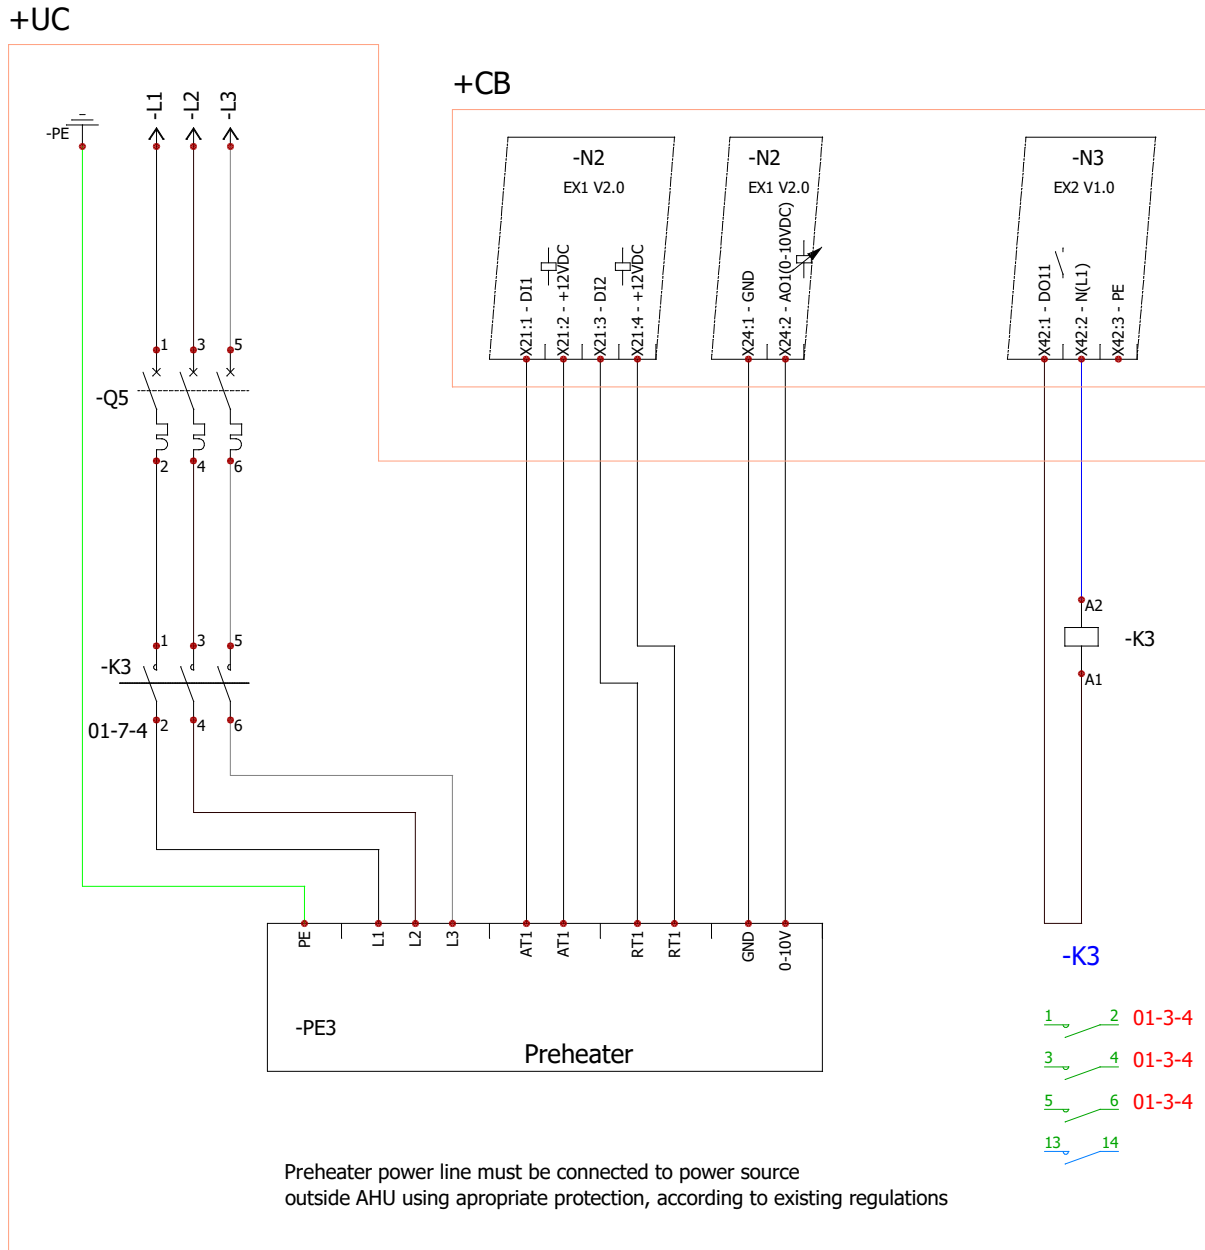 +UC
+CB
-PE
-L1
-L2
-L3
-N2
EX1 V2.0
X21:1 - DI1
X21:2 - +12VDC
X21:3 - DI2
X21:4 - +12VDC
-N2
EX1 V2.0
X24:1 - GND
X24:2 - AO1(0-10VDC)
-N3
EX2 V1.0
X42:1 - DO11
X42:2 - N(L1)
X42:3 - PE
1
3
5
-Q5
2
4
6
1
3
5
-K3
01-7-4
2
4
6
A2
-K3
A1
PE
L1
L2
L3
AT1
AT1
RT1
RT1
GND
0-10V
-PE3
Preheater
-K3
1 2 01-3-4
3 4 01-3-4
5 6 01-3-4
13 14
Preheater power line must be connected to power source
outside AHU using apropriate protection, according to existing regulations